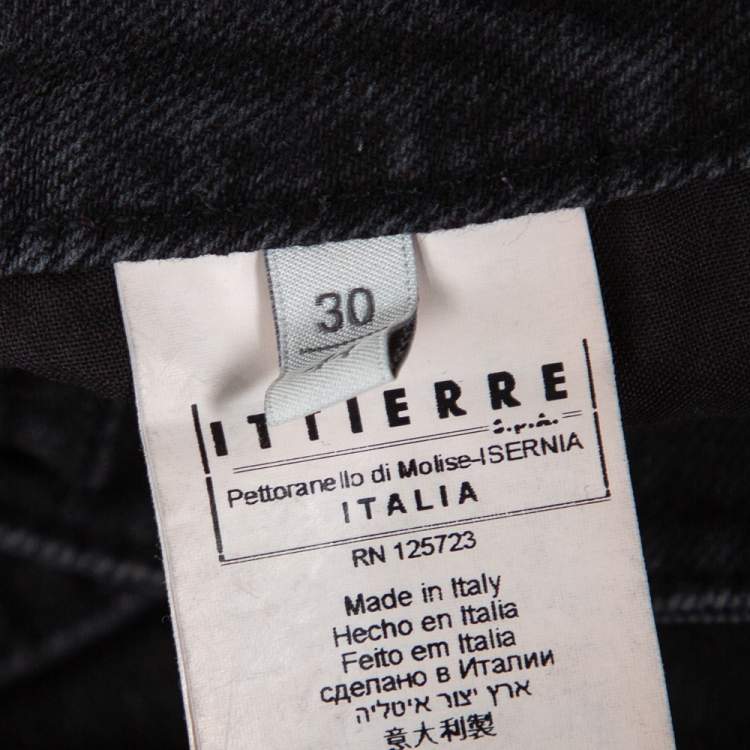 30
ITTIERRE
S.p.A.
Pettoranello di Molise-ISERNIA
ITALIA
RN 125723
Made in Italy
Hecho en Italia
Feito em Italia
сделано в Италии
ארץ יצור איטליה
意大利製